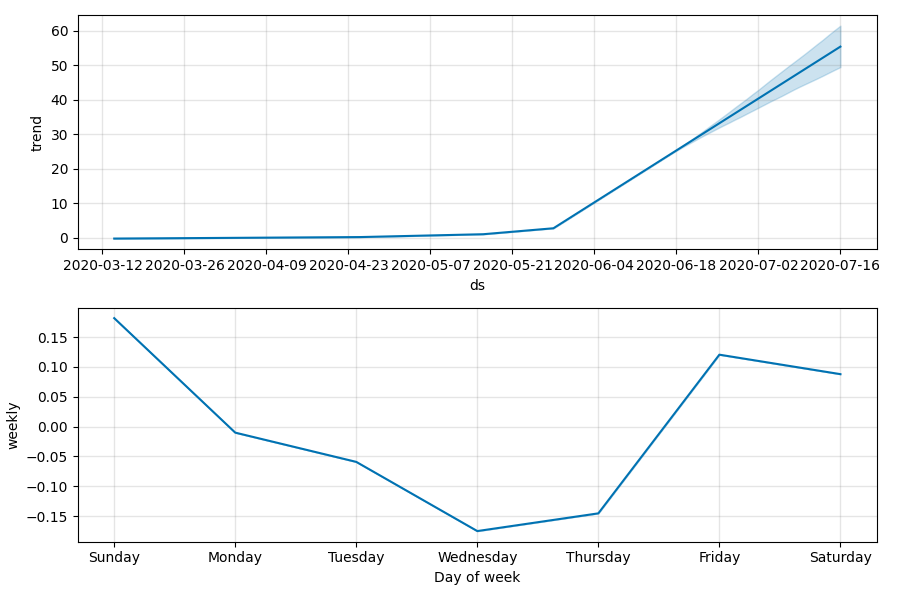 60
50
40
30
20
10
0
trend
2020-03-12 2020-03-26 2020-04-09 2020-04-23 2020-05-07 2020-05-21 2020-06-04 2020-06-18 2020-07-02 2020-07-16
ds
0.15
0.10
0.05
0.00
−0.05
−0.10
−0.15
weekly
Sunday Monday Tuesday Wednesday Thursday Friday Saturday
Day of week